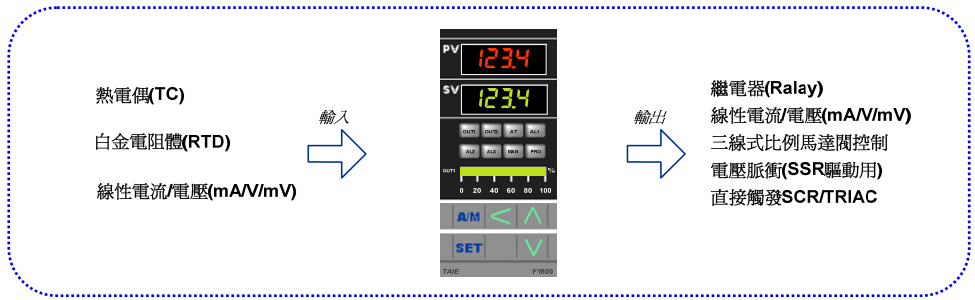 熱電偶(TC)
白金電阻體(RTD)
線性電流/電壓(mA/V/mV)
輸入
PV
123.4
SV
123.4
OUT1 OUT2 AT AL1
AL2 AL3 MAN PRO
OUT1 %
0 20 40 60 80 100
A/M < ∧
SET ∨
TAIE FY800
輸出
繼電器(Ralay)
線性電流/電壓(mA/V/mV)
三線式比例馬達閥控制
電壓脈衝(SSR驅動用)
直接觸發SCR/TRIAC